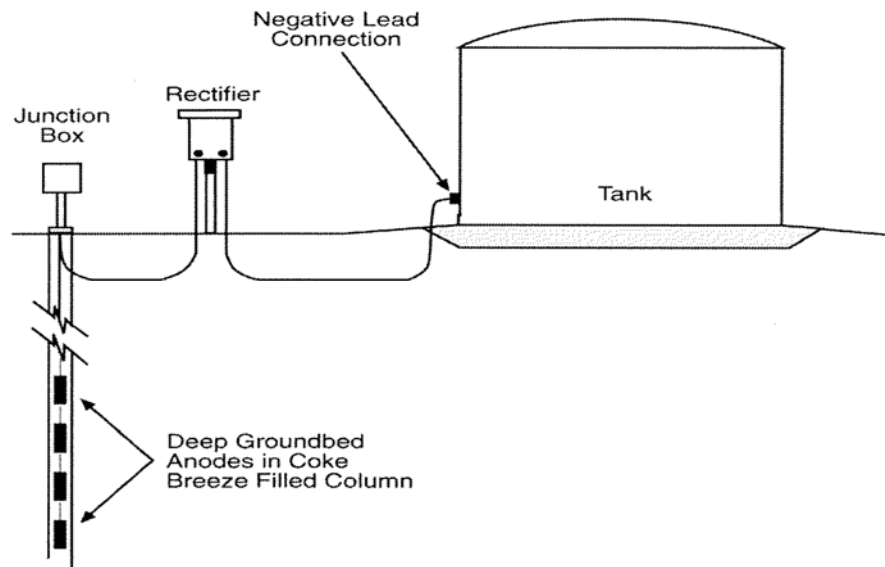 Negative Lead
Connection
Rectifier
Junction
Box
Tank
Deep Groundbed
Anodes in Coke
Breeze Filled Column